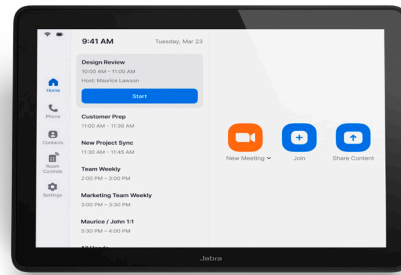 9:41 AM
Tuesday, Mar 23
Home
Phone
Contacts
Room
Controls
Settings
Design Review
10:00 AM – 11:00 AM
Host: Maurice Lawson
Start
Customer Prep
11:00 AM – 11:30 AM
New Project Sync
11:30 AM – 11:45 AM
Team Weekly
2:00 PM – 3:00 PM
Marketing Team Weekly
3:00 PM – 3:30 PM
Maurice / John 1:1
3:30 PM – 4:00 PM
All Hands
New Meeting
Join
Share Content
Jabra